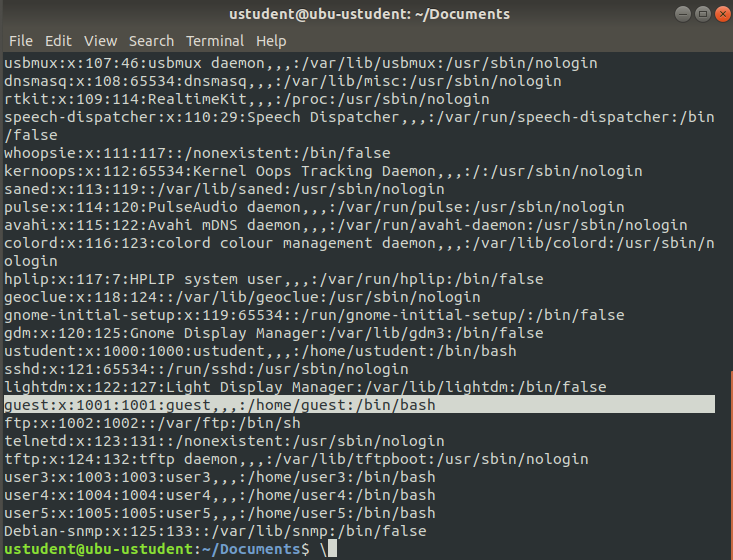 ustudent@ubu-ustudent: ~/Documents
File Edit View Search Terminal Help
usbmux:x:107:46:usbmux daemon,,,:/var/lib/usbmux:/usr/sbin/nologin
dnsmasq:x:108:65534:dnsmasq,,,:/var/lib/misc:/usr/sbin/nologin
rtkit:x:109:114:RealtimeKit,,,:/proc:/usr/sbin/nologin
speech-dispatcher:x:110:29:Speech Dispatcher,,,:/var/run/speech-dispatcher:/bin
/false
whoopsie:x:111:117::/nonexistent:/bin/false
kernoops:x:112:65534:Kernel Oops Tracking Daemon,,,:/:/usr/sbin/nologin
saned:x:113:119::/var/lib/saned:/usr/sbin/nologin
pulse:x:114:120:PulseAudio daemon,,,:/var/run/pulse:/usr/sbin/nologin
avahi:x:115:122:Avahi mDNS daemon,,,:/var/run/avahi-daemon:/usr/sbin/nologin
colord:x:116:123:colord colour management daemon,,,:/var/lib/colord:/usr/sbin/n
ologin
hplip:x:117:7:HPLIP system user,,,:/var/run/hplip:/bin/false
geoclue:x:118:124::/var/lib/geoclue:/usr/sbin/nologin
gnome-initial-setup:x:119:65534::/run/gnome-initial-setup/:/bin/false
gdm:x:120:125:Gnome Display Manager:/var/lib/gdm3:/bin/false
ustudent:x:1000:1000:ustudent,,,:/home/ustudent:/bin/bash
sshd:x:121:65534::/run/sshd:/usr/sbin/nologin
lightdm:x:122:127:Light Display Manager:/var/lib/lightdm:/bin/false
guest:x:1001:1001:guest,,,:/home/guest:/bin/bash
ftp:x:1002:1002::/var/ftp:/bin/sh
telnetd:x:123:131::/nonexistent:/usr/sbin/nologin
tftp:x:124:132:tftp daemon,,,:/var/lib/tftpboot:/usr/sbin/nologin
user3:x:1003:1003:user3,,,:/home/user3:/bin/bash
user4:x:1004:1004:user4,,,:/home/user4:/bin/bash
user5:x:1005:1005:user5,,,:/home/user5:/bin/bash
Debian-snmp:x:125:133::/var/lib/snmp:/bin/false
ustudent@ubu-ustudent:~/Documents$ \